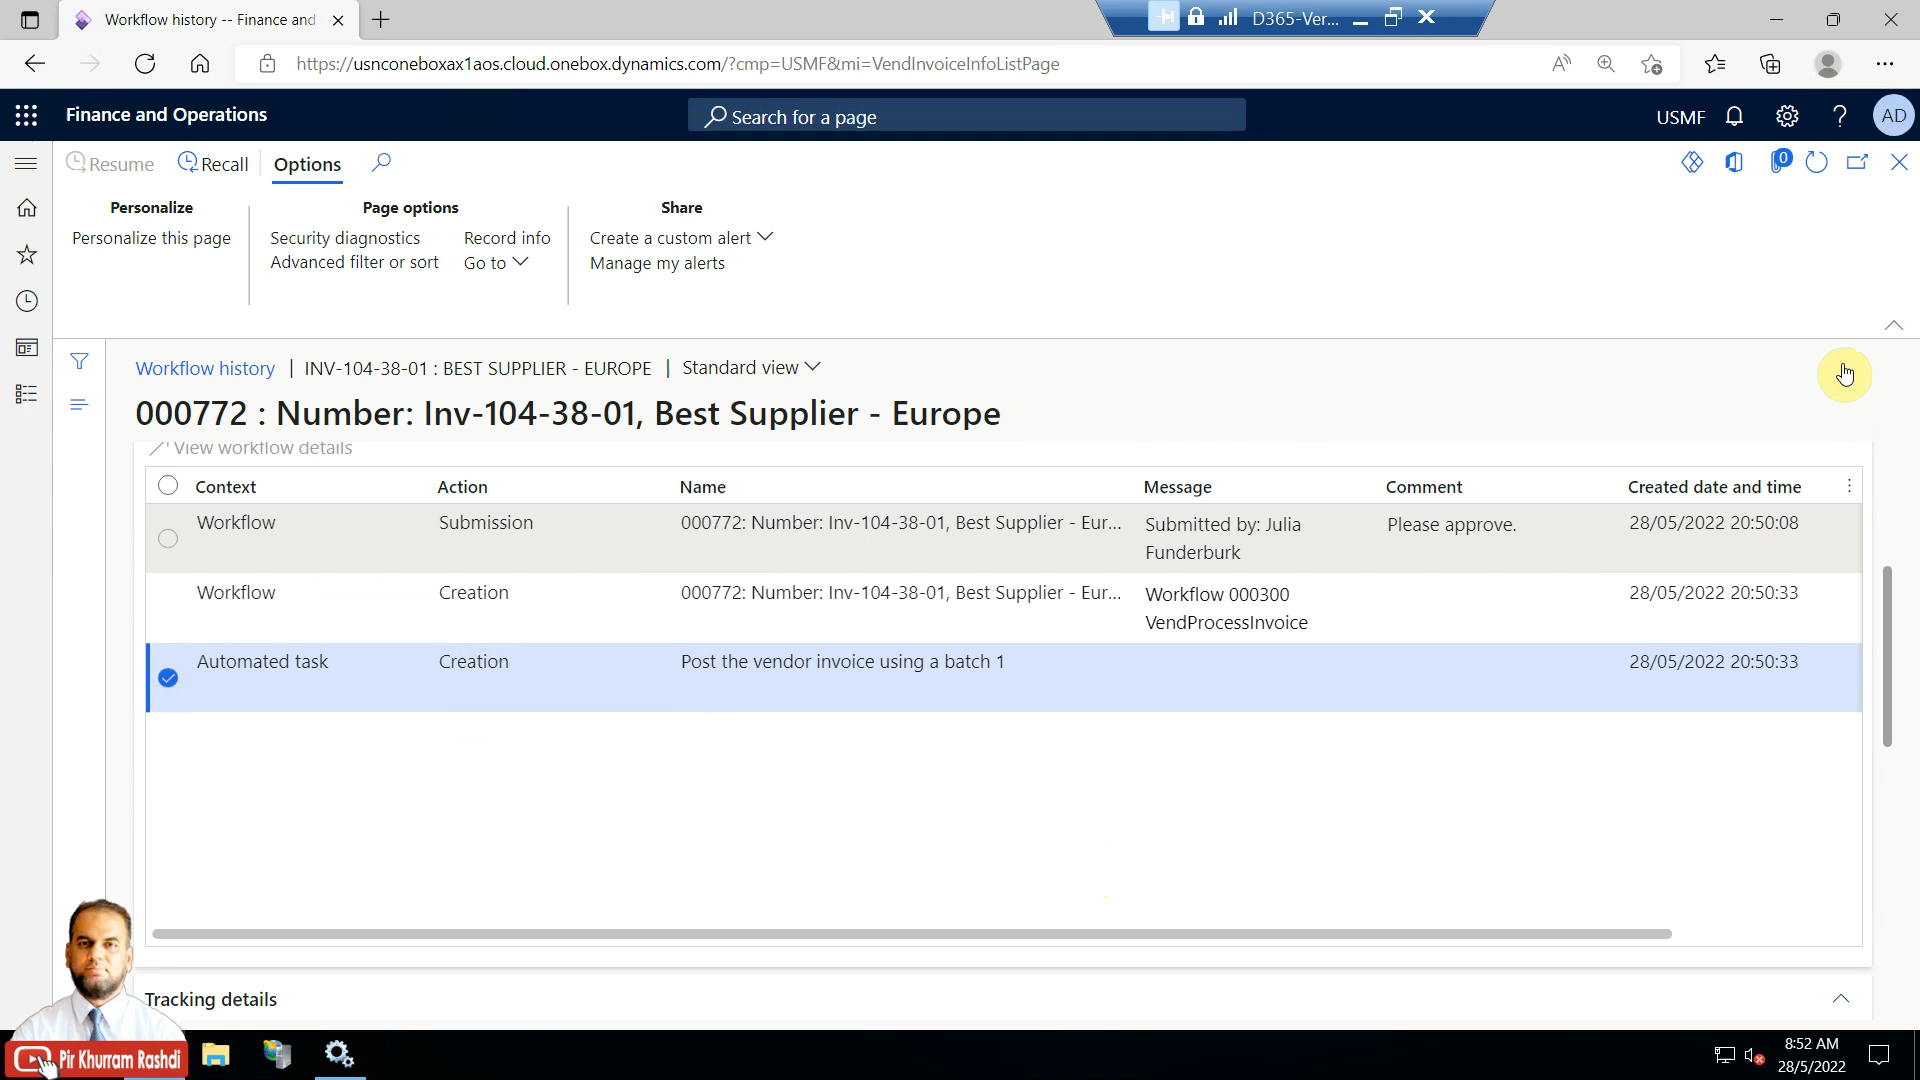 Workflow history -- Finance and
D365-Ver...
https://usnconeboxax1aos.cloud.onebox.dynamics.com/?cmp=USMF&mi=VendInvoiceInfoListPage
Finance and Operations
Search for a page
USMF
AD
Resume
Recall
Options
0
Personalize
Page options
Share
Personalize this page
Security diagnostics
Record info
Create a custom alert
Advanced filter or sort
Go to
Manage my alerts
Workflow history | INV-104-38-01 : BEST SUPPLIER - EUROPE | Standard view
000772 : Number: Inv-104-38-01, Best Supplier - Europe
View workflow details
Context
Action
Name
Message
Comment
Created date and time
Workflow
Submission
000772: Number: Inv-104-38-01, Best Supplier - Eur...
Submitted by: Julia
Funderburk
Please approve.
28/05/2022 20:50:08
Workflow
Creation
000772: Number: Inv-104-38-01, Best Supplier - Eur...
Workflow 000300
VendProcessInvoice
28/05/2022 20:50:33
Automated task
Creation
Post the vendor invoice using a batch 1
28/05/2022 20:50:33
Tracking details
Pir Khurram Rashdi
8:52 AM
28/5/2022